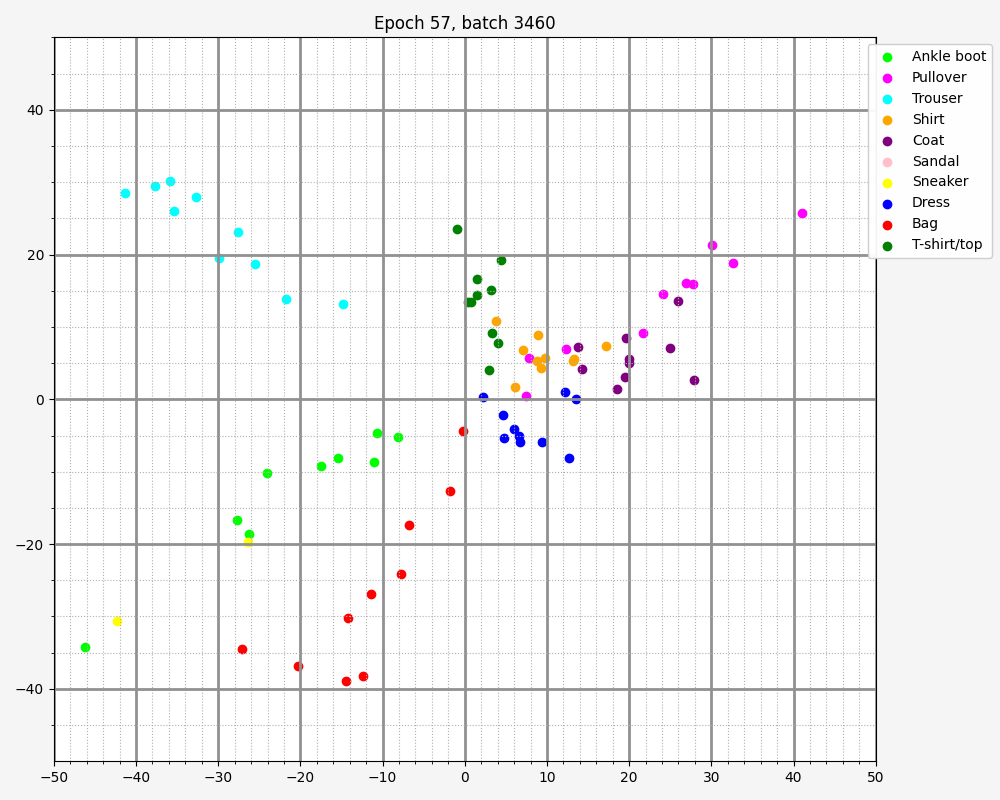 Epoch 57, batch 3460
Ankle boot
Pullover
Trouser
Shirt
Coat
Sandal
Sneaker
Dress
Bag
T-shirt/top
40
20
0
−20
−40
−50
−40
−30
−20
−10
0
10
20
30
40
50